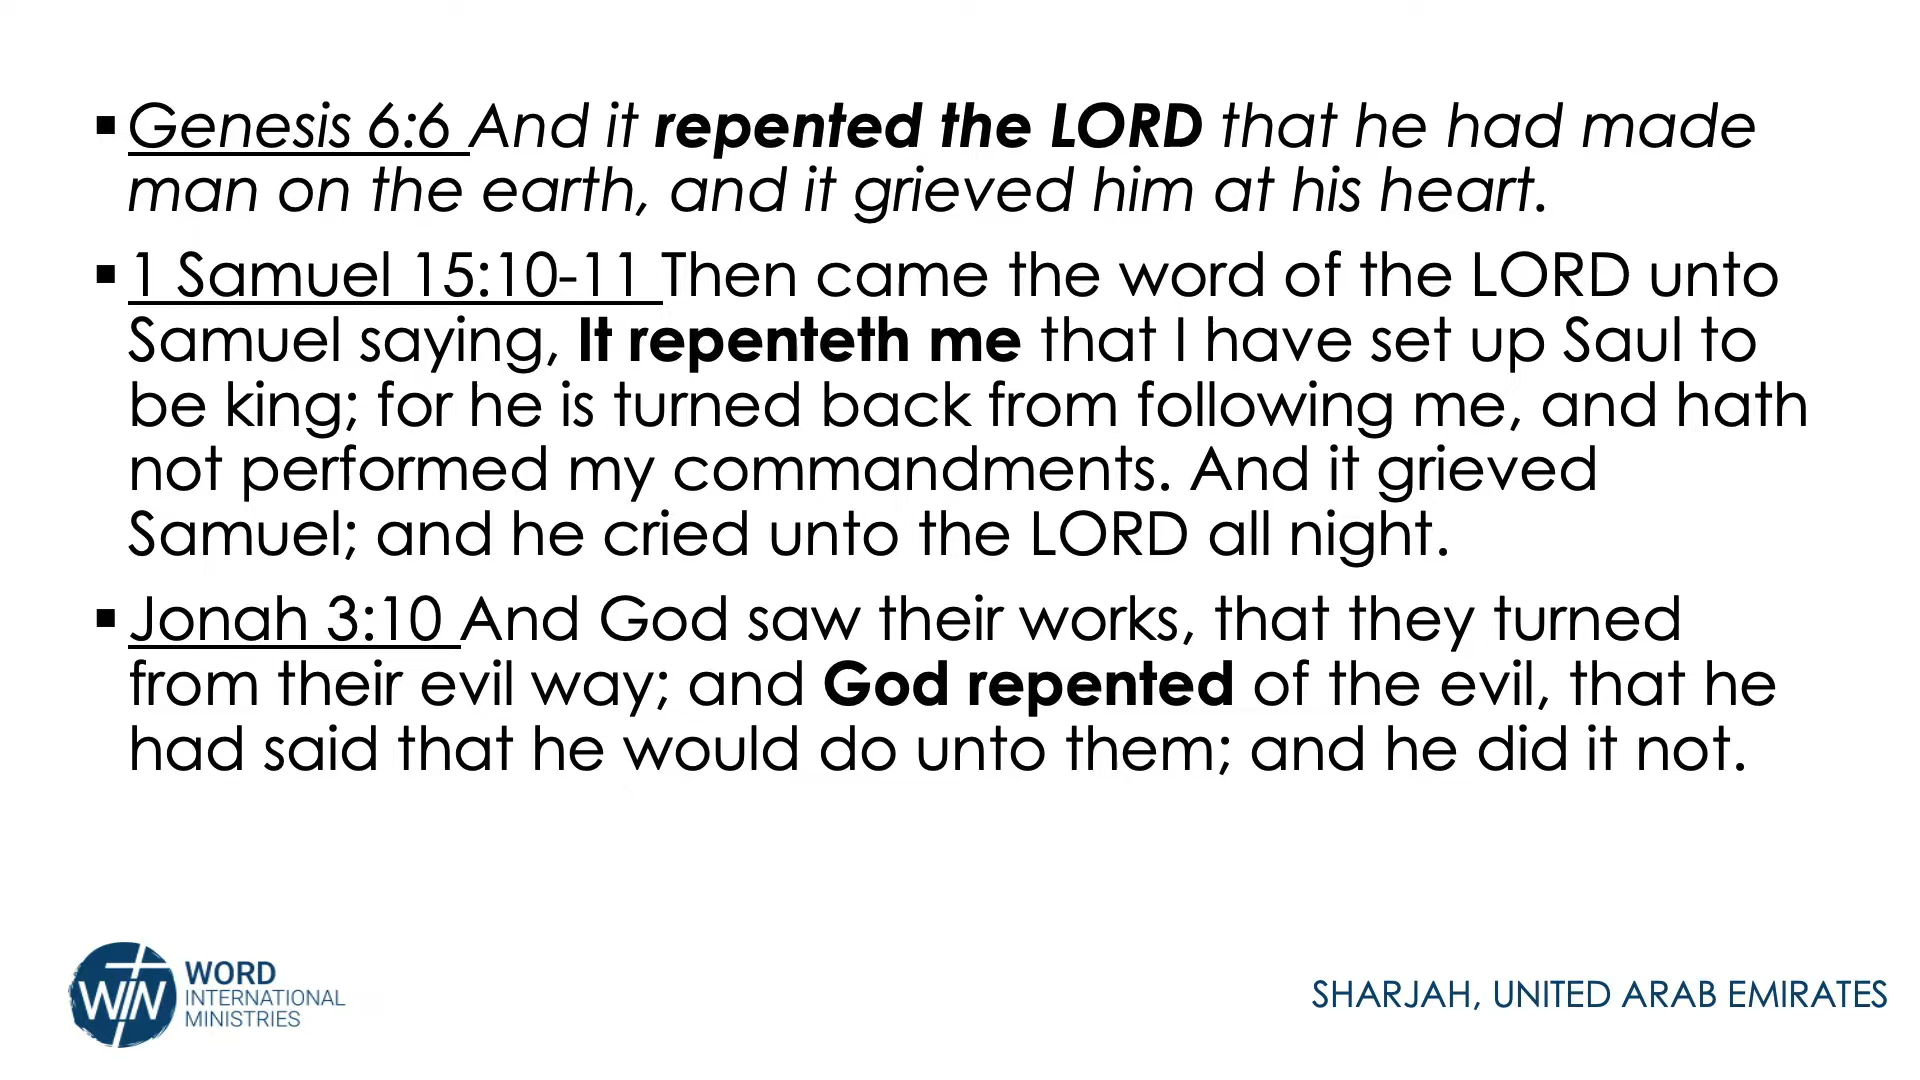 ▪ Genesis 6:6 And it repented the LORD that he had made
man on the earth, and it grieved him at his heart.
▪ 1 Samuel 15:10-11 Then came the word of the LORD unto
Samuel saying, It repenteth me that I have set up Saul to
be king; for he is turned back from following me, and hath
not performed my commandments. And it grieved
Samuel; and he cried unto the LORD all night.
▪ Jonah 3:10 And God saw their works, that they turned
from their evil way; and God repented of the evil, that he
had said that he would do unto them; and he did it not.
WIN
WORD
INTERNATIONAL
MINISTRIES
SHARJAH, UNITED ARAB EMIRATES